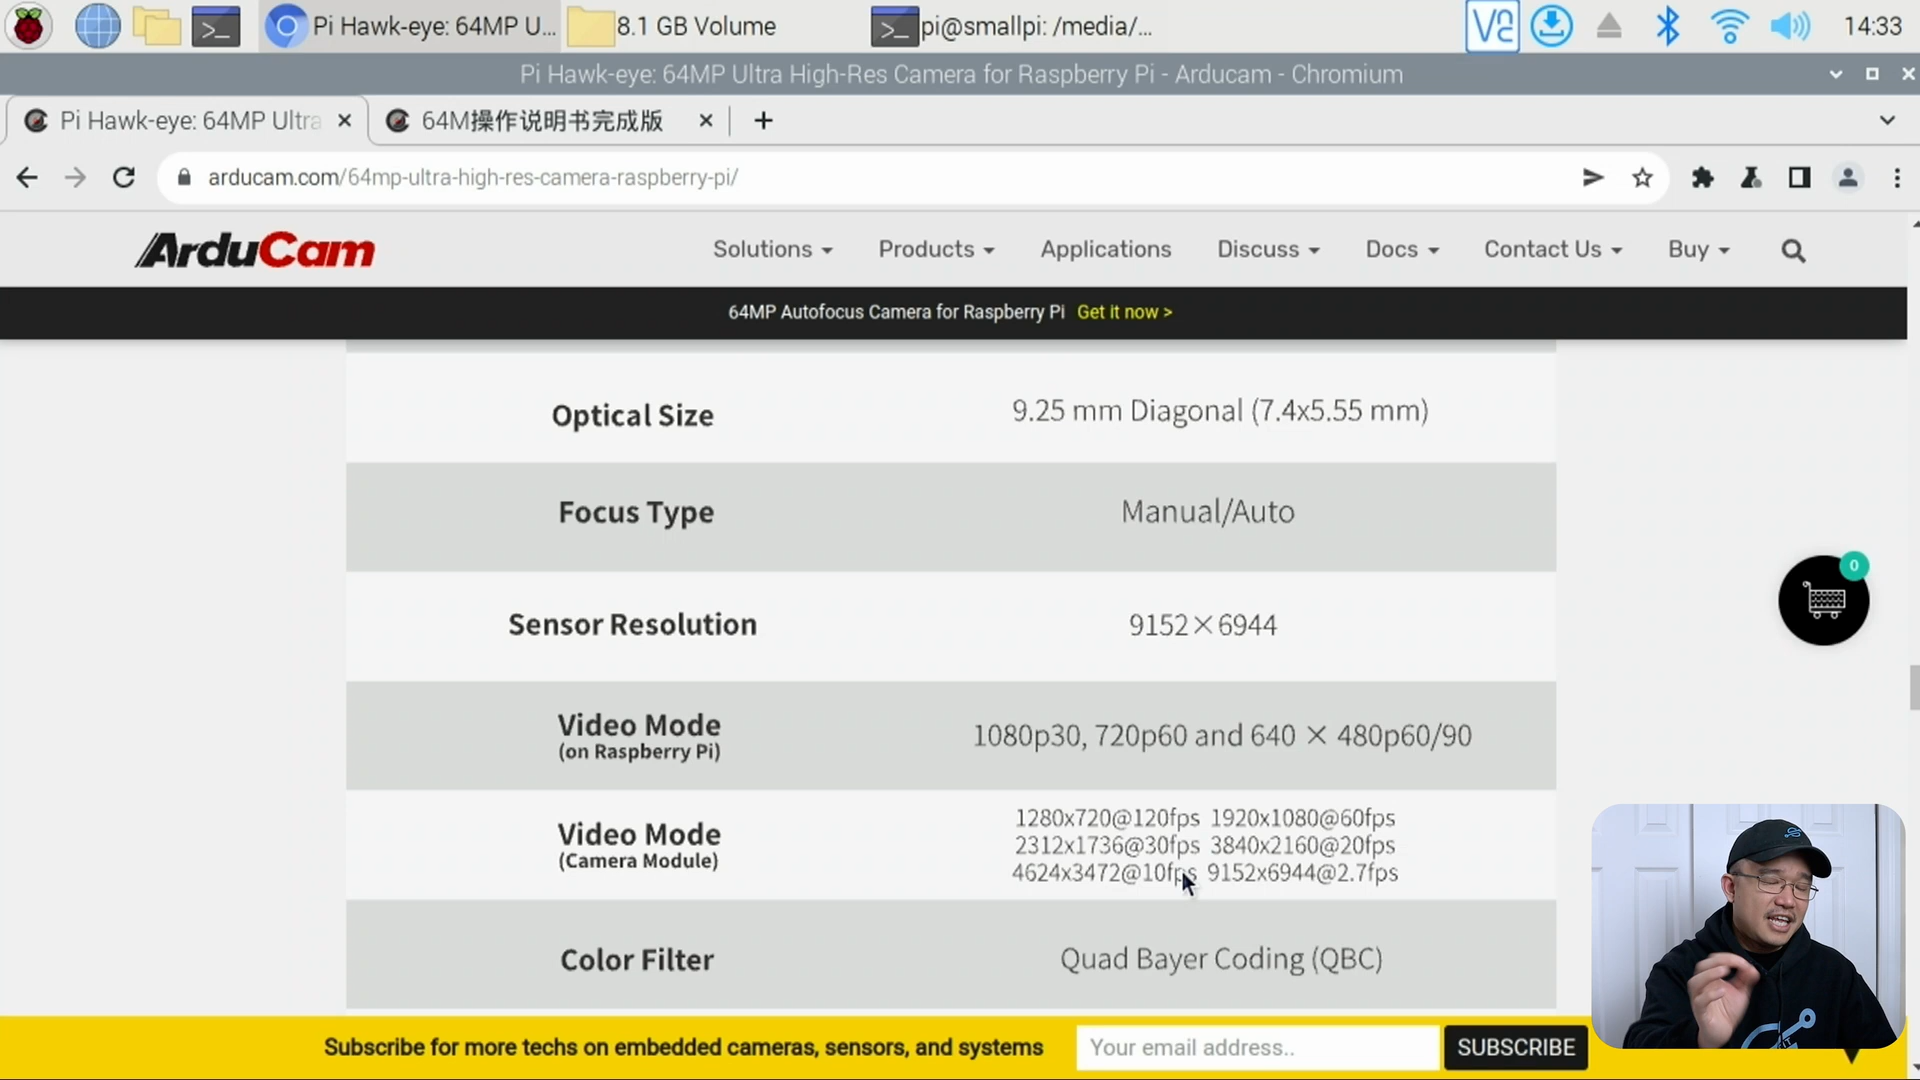 Pi Hawk-eye: 64MP U...
8.1 GB Volume
pi@smallpi: /media/...
14:33
Pi Hawk-eye: 64MP Ultra High-Res Camera for Raspberry Pi - Arducam - Chromium
Pi Hawk-eye: 64MP Ultra
64M操作说明书完成版
arducam.com/64mp-ultra-high-res-camera-raspberry-pi/
ArduCam
Solutions
Products
Applications
Discuss
Docs
Contact Us
Buy
64MP Autofocus Camera for Raspberry Pi Get it now >
Optical Size
9.25 mm Diagonal (7.4x5.55 mm)
Focus Type
Manual/Auto
0
Sensor Resolution
9152×6944
Video Mode
(on Raspberry Pi)
1080p30, 720p60 and 640 × 480p60/90
Video Mode
(Camera Module)
1280x720@120fps 1920x1080@60fps
2312x1736@30fps 3840x2160@20fps
4624x3472@10fps 9152x6944@2.7fps
Color Filter
Quad Bayer Coding (QBC)
Subscribe for more techs on embedded cameras, sensors, and systems
Your email address..
SUBSCRIBE